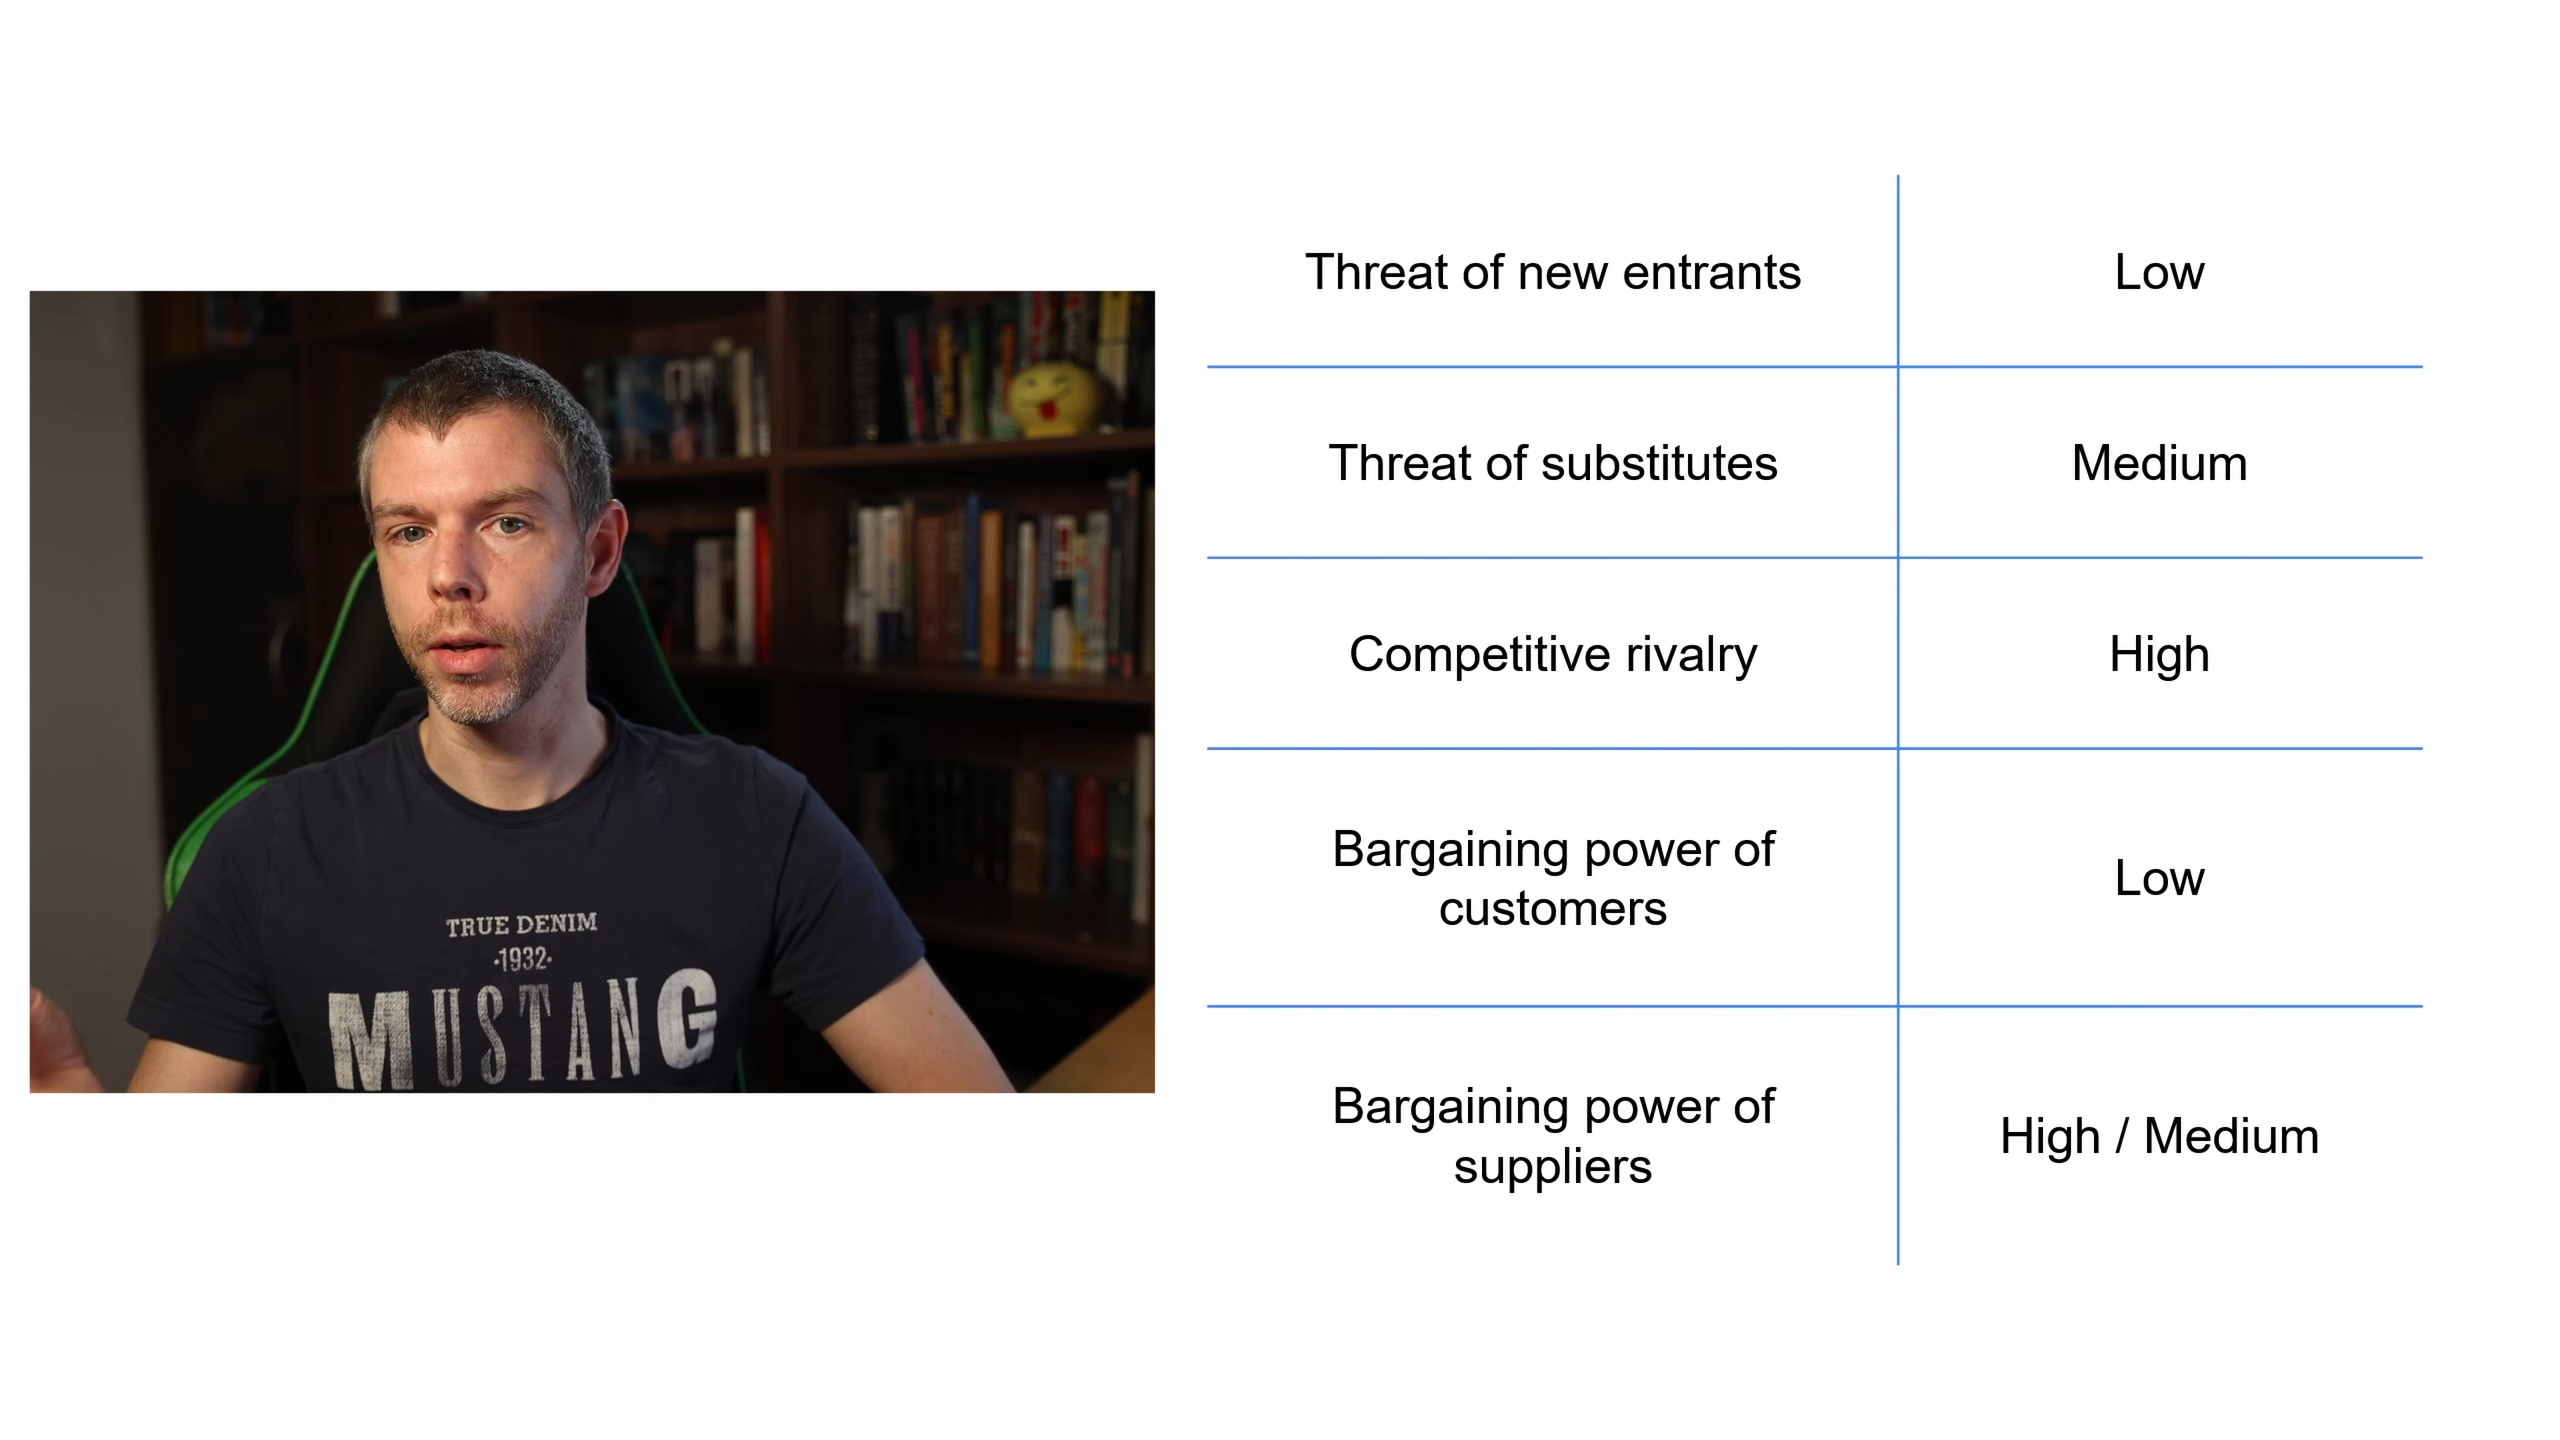 TRUE DENIM
·1932·
MUSTANG
Threat of new entrants
Low
Threat of substitutes
Medium
Competitive rivalry
High
Bargaining power of
customers
Low
Bargaining power of
suppliers
High / Medium